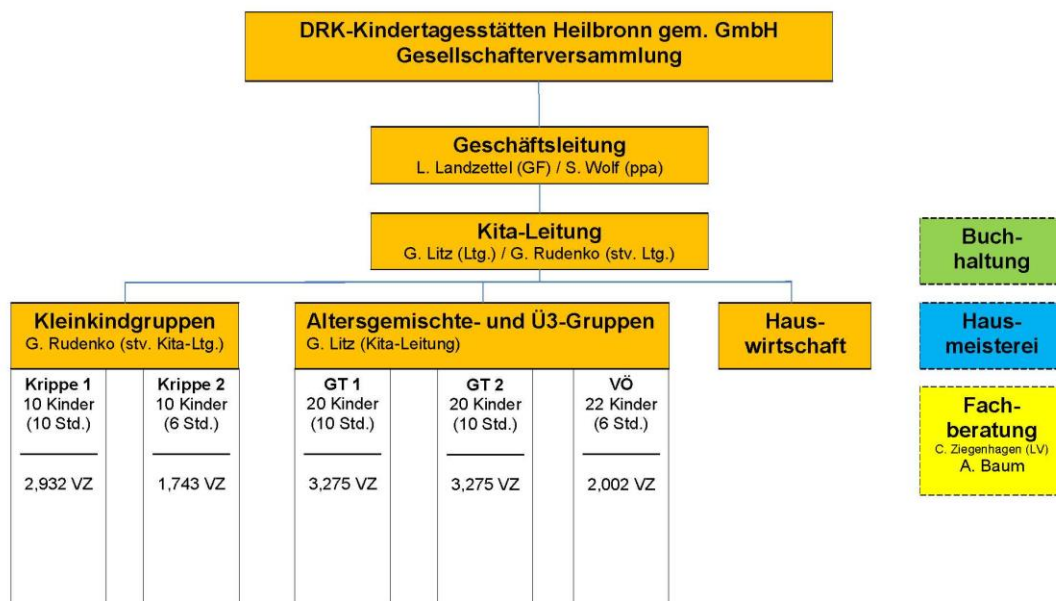 DRK-Kindertagesstätten Heilbronn gem. GmbH
Gesellschafterversammlung
Geschäftsleitung
L. Landzettel (GF) / S. Wolf (ppa)
Kita-Leitung
G. Litz (Ltg.) / G. Rudenko (stv. Ltg.)
Kleinkindgruppen
G. Rudenko (stv. Kita-Ltg.)
Krippe 1
10 Kinder
(10 Std.)
2,932 VZ
Krippe 2
10 Kinder
(6 Std.)
1,743 VZ
Altersgemischte- und Ü3-Gruppen
G. Litz (Kita-Leitung)
GT 1
20 Kinder
(10 Std.)
3,275 VZ
GT 2
20 Kinder
(10 Std.)
3,275 VZ
VÖ
22 Kinder
(6 Std.)
2,002 VZ
Haus-
wirtschaft
Buch-
haltung
Haus-
meisterei
Fach-
beratung
C. Ziegenhagen (LV)
A. Baum